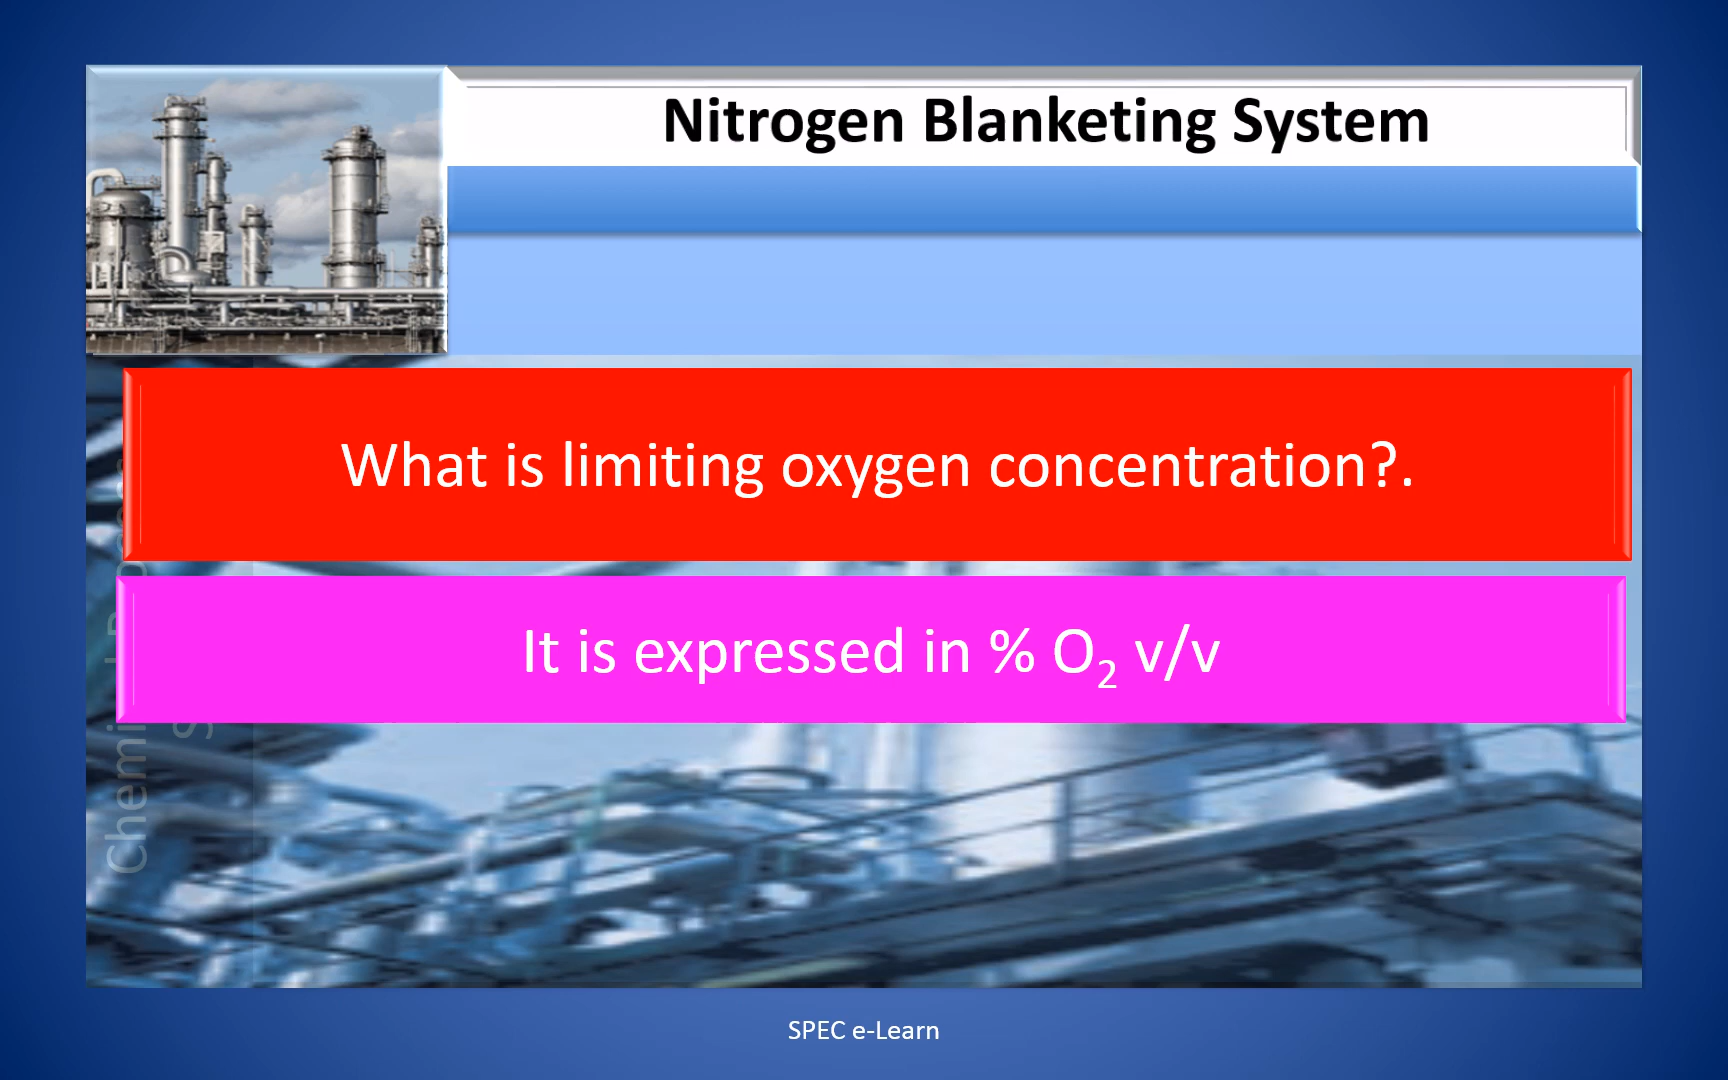 Nitrogen Blanketing System
What is limiting oxygen concentration?.
It is expressed in % O₂ v/v
SPEC e-Learn